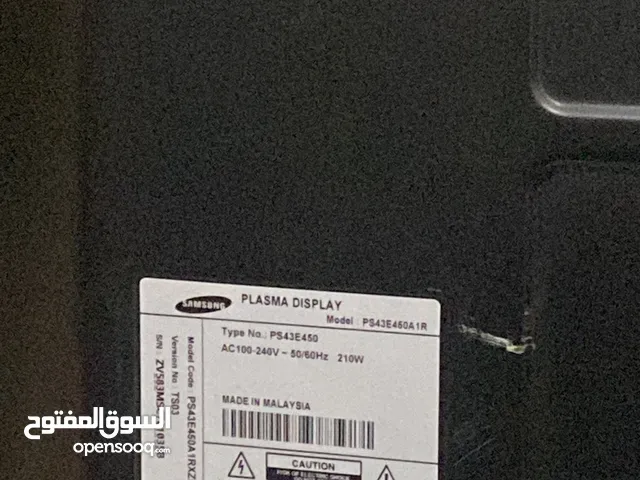 SAMSUNG
PLASMA DISPLAY
Model : PS43E450A1R
Type No.: PS43E450
AC100-240V ~ 50/60Hz 210W
MADE IN MALAYSIA
CAUTION
Model Code : PS43E450A1RXZ
Version No : TS03
S/N :
السوق المفتوح
opensooq.com